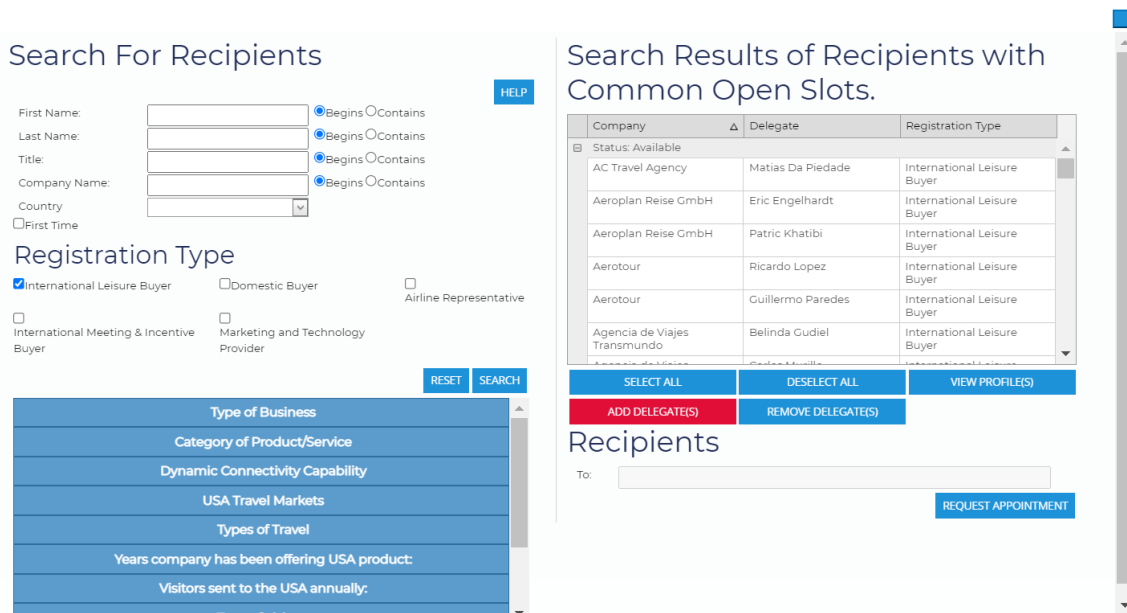 Search For Recipients
HELP
First Name:
Begins Contains
Last Name:
Begins Contains
Title:
Begins Contains
Company Name:
Begins Contains
Country
First Time
Registration Type
International Leisure Buyer
Domestic Buyer
Airline Representative
International Meeting & Incentive
Buyer
Marketing and Technology
Provider
RESET SEARCH
Type of Business
Category of Product/Service
Dynamic Connectivity Capability
USA Travel Markets
Types of Travel
Years company has been offering USA product:
Visitors sent to the USA annually:
Search Results of Recipients with
Common Open Slots.
Company Delegate Registration Type
Status: Available
AC Travel Agency Matias Da Piedade International Leisure
Buyer
Aeroplan Reise GmbH Eric Engelhardt International Leisure
Buyer
Aeroplan Reise GmbH Patric Khatibi International Leisure
Buyer
Aerotour Ricardo Lopez International Leisure
Buyer
Aerotour Guillermo Paredes International Leisure
Buyer
Agencia de Viajes Belinda Gudiel International Leisure
Transmundo Buyer
SELECT ALL DESELECT ALL VIEW PROFILE(S)
ADD DELEGATE(S) REMOVE DELEGATE(S)
Recipients
To:
REQUEST APPOINTMENT